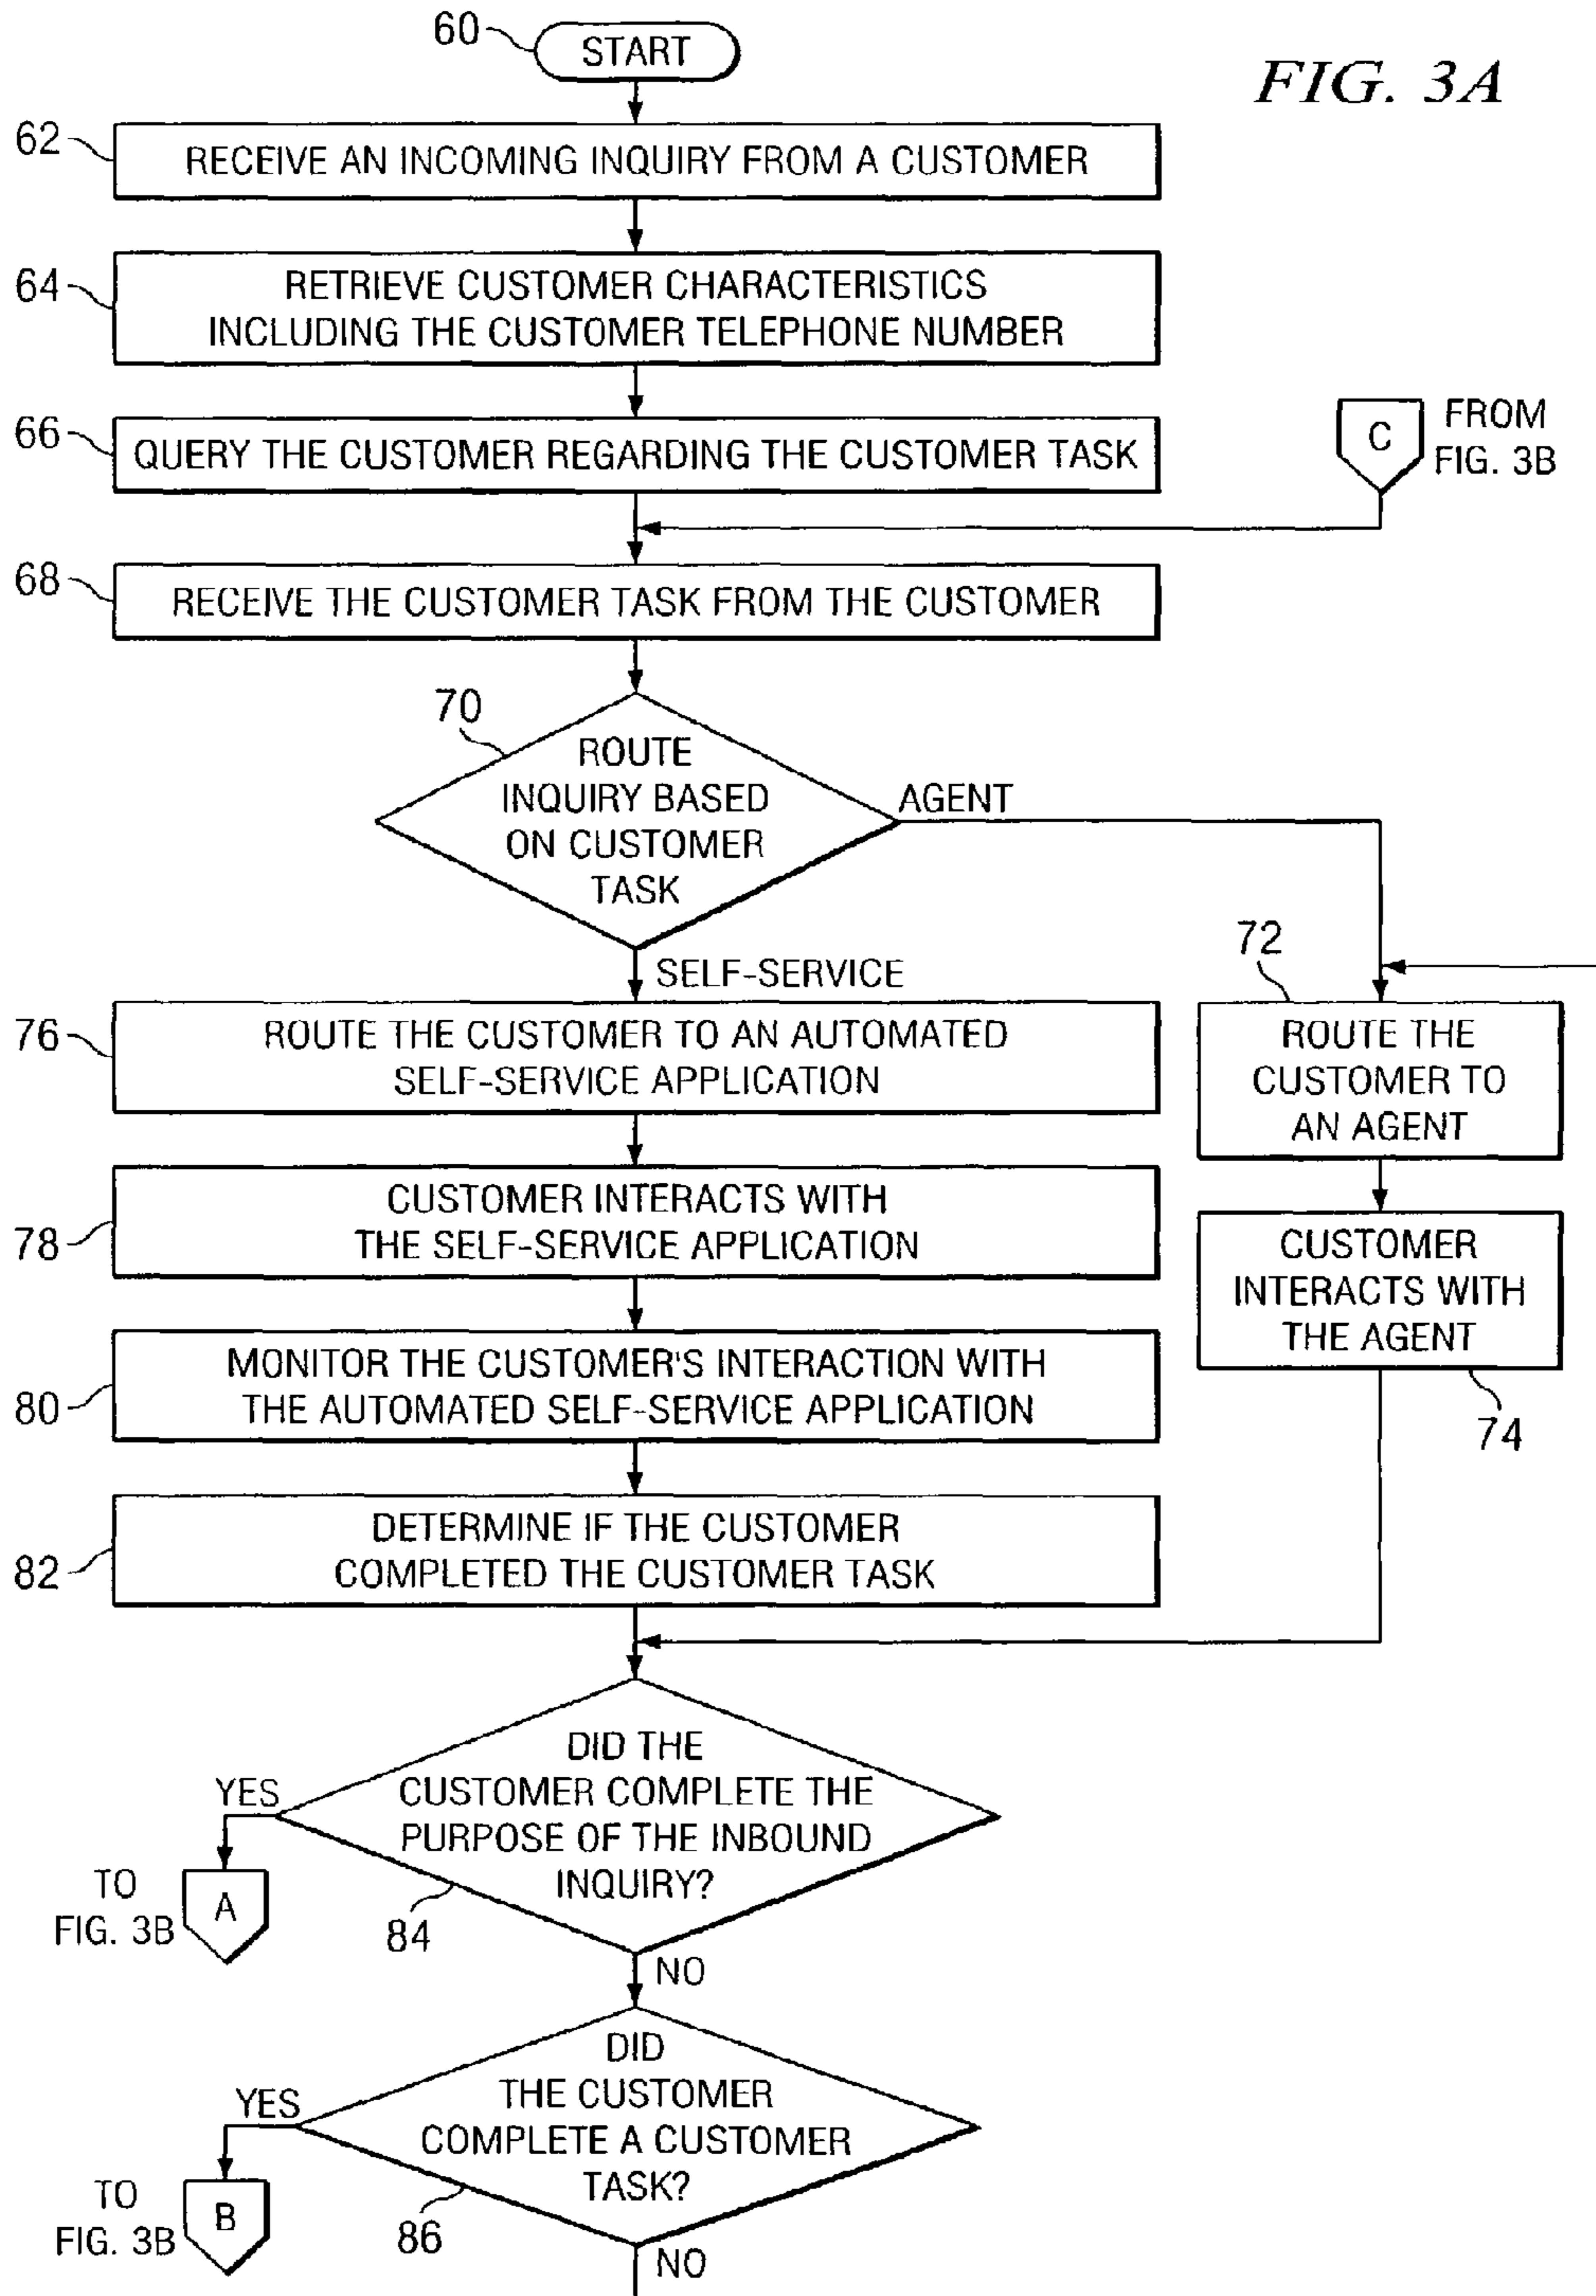 60
START
FIG. 3A
62
RECEIVE AN INCOMING INQUIRY FROM A CUSTOMER
64
RETRIEVE CUSTOMER CHARACTERISTICS
INCLUDING THE CUSTOMER TELEPHONE NUMBER
66
QUERY THE CUSTOMER REGARDING THE CUSTOMER TASK
C
FROM
FIG. 3B
68
RECEIVE THE CUSTOMER TASK FROM THE CUSTOMER
70
ROUTE
INQUIRY BASED
ON CUSTOMER
TASK
AGENT
SELF-SERVICE
72
ROUTE THE
CUSTOMER TO
AN AGENT
76
ROUTE THE CUSTOMER TO AN AUTOMATED
SELF-SERVICE APPLICATION
78
CUSTOMER INTERACTS WITH
THE SELF-SERVICE APPLICATION
CUSTOMER
INTERACTS WITH
THE AGENT
74
80
MONITOR THE CUSTOMER'S INTERACTION WITH
THE AUTOMATED SELF-SERVICE APPLICATION
82
DETERMINE IF THE CUSTOMER
COMPLETED THE CUSTOMER TASK
DID THE
CUSTOMER COMPLETE THE
PURPOSE OF THE INBOUND
INQUIRY?
YES
TO
FIG. 3B
A
84
NO
DID
THE CUSTOMER
COMPLETE A CUSTOMER
TASK?
YES
TO
FIG. 3B
B
86
NO